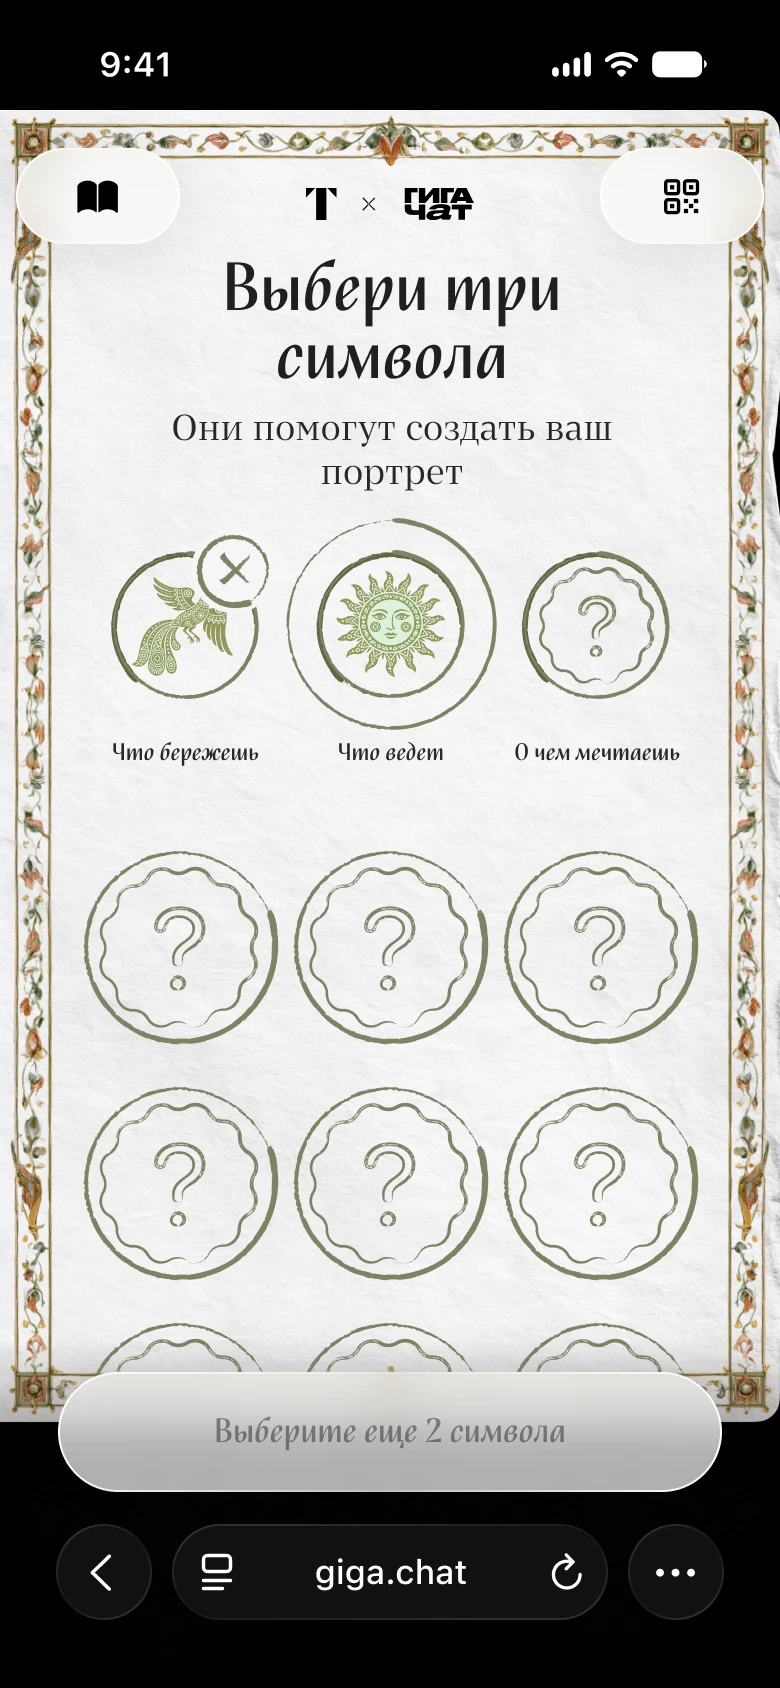 9:41
Т × ГИГА ЧАТ
Выбери три
символа
Они помогут создать ваш
портрет
Что бережешь
Что ведет
О чем мечтаешь
Выберите еще 2 символа
giga.chat